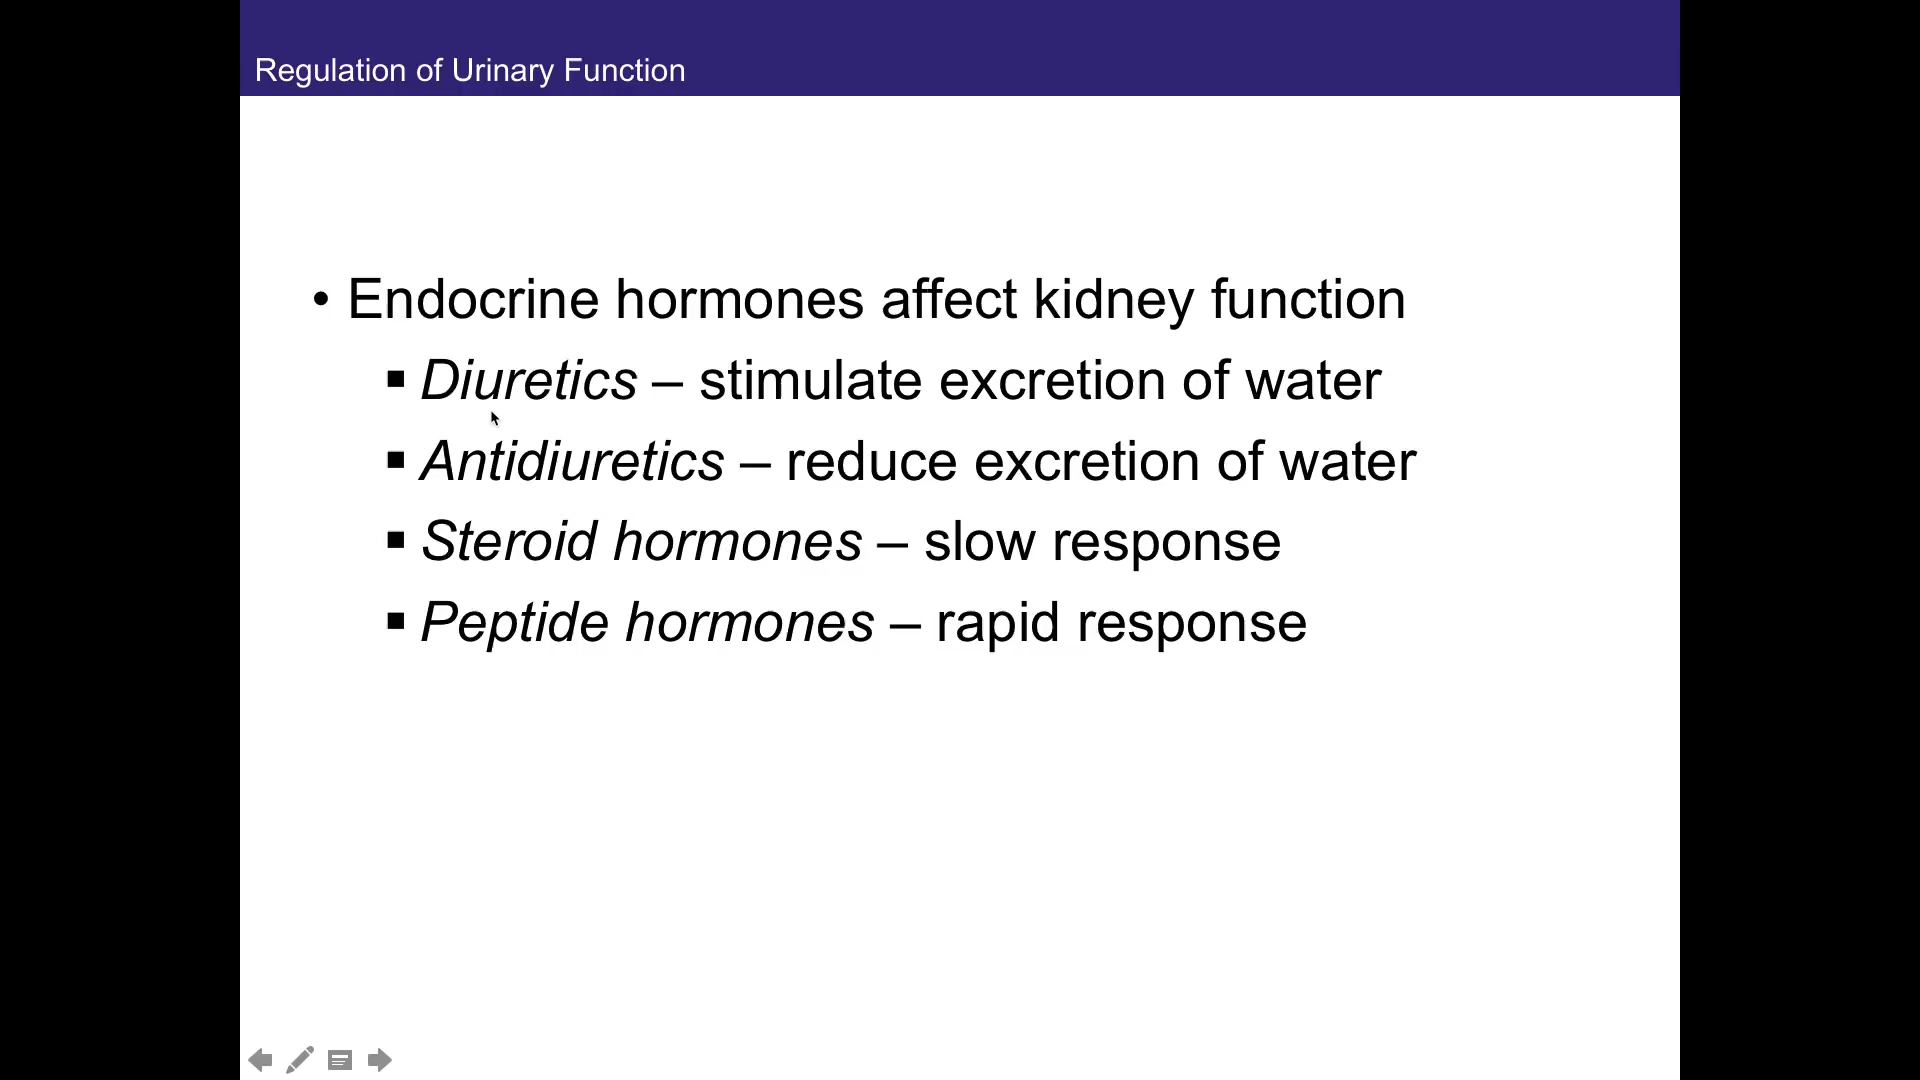 Regulation of Urinary Function
• Endocrine hormones affect kidney function
▪ Diuretics – stimulate excretion of water
▪ Antidiuretics – reduce excretion of water
▪ Steroid hormones – slow response
▪ Peptide hormones – rapid response